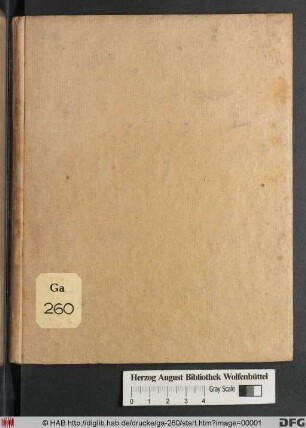 Ga
260
Herzog August Bibliothek Wolfenbüttel
0 1 2 3 4
Gray Scale
© HAB http://diglib.hab.de/drucke/ga-260/start.htm?image=00001
DFG